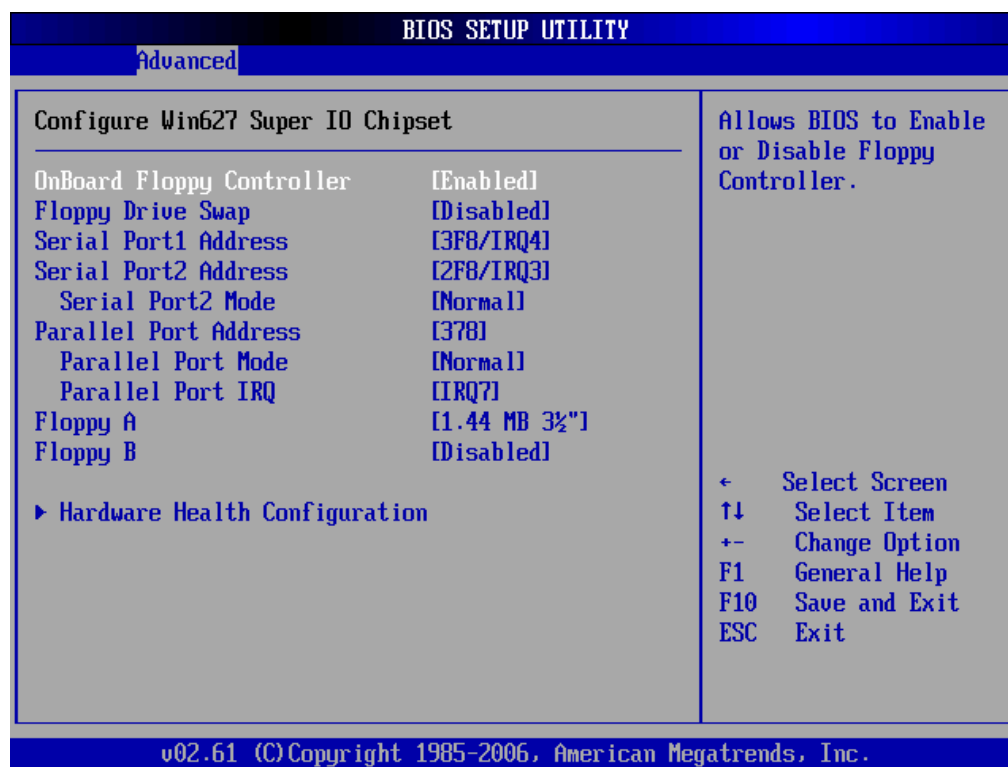 BIOS SETUP UTILITY
Advanced
Configure Win627 Super IO Chipset
OnBoard Floppy Controller [Enabled]
Floppy Drive Swap [Disabled]
Serial Port1 Address [3F8/IRQ4]
Serial Port2 Address [2F8/IRQ3]
Serial Port2 Mode [Normal]
Parallel Port Address [378]
Parallel Port Mode [Normal]
Parallel Port IRQ [IRQ7]
Floppy A [1.44 MB 3½"]
Floppy B [Disabled]
▶ Hardware Health Configuration
Allows BIOS to Enable
or Disable Floppy
Controller.
← Select Screen
↑↓ Select Item
+- Change Option
F1 General Help
F10 Save and Exit
ESC Exit
v02.61 (C)Copyright 1985-2006, American Megatrends, Inc.